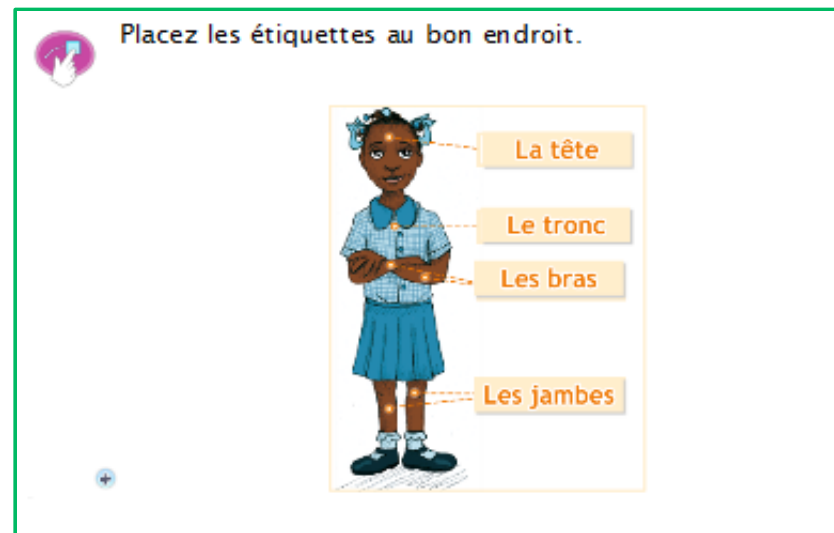 Placez les étiquettes au bon endroit.
La tête
Le tronc
Les bras
Les jambes